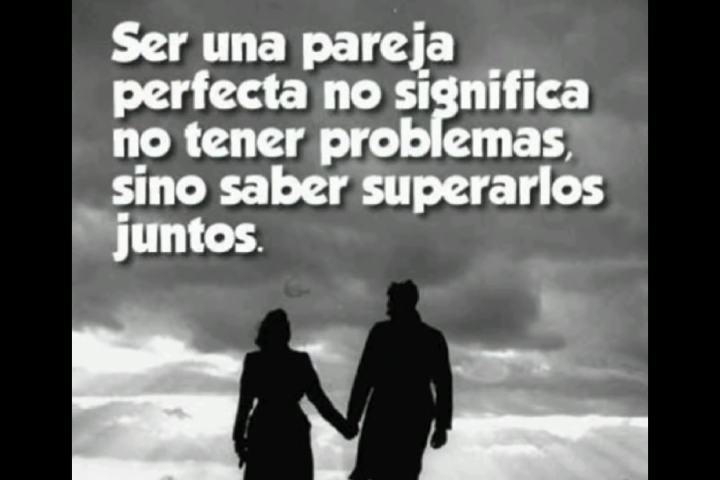 Ser una pareja
perfecta no significa
no tener problemas,
sino saber superarlos
juntos.